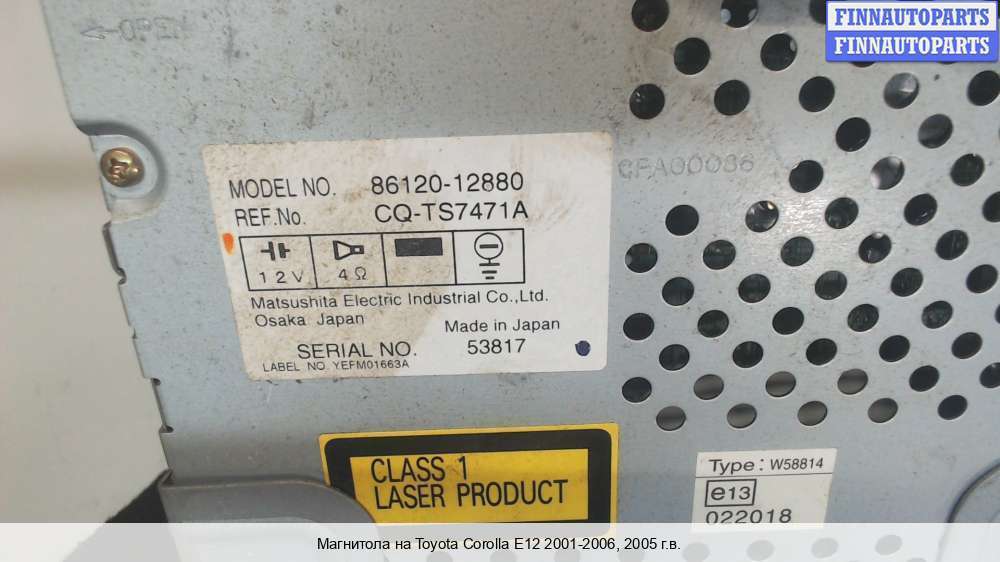 FINNAUTOPARTS
FINNAUTOPARTS
OPEN
CFA00086
MODEL NO. 86120-12880
REF.No. CQ-TS7471A
12V 4Ω
Matsushita Electric Industrial Co.,Ltd.
Osaka Japan
Made in Japan
SERIAL NO. 53817
LABEL NO. YEFM01663A
CLASS 1
LASER PRODUCT
Type: W58814
e13
022018
Магнитола на Toyota Corolla E12 2001-2006, 2005 г.в.